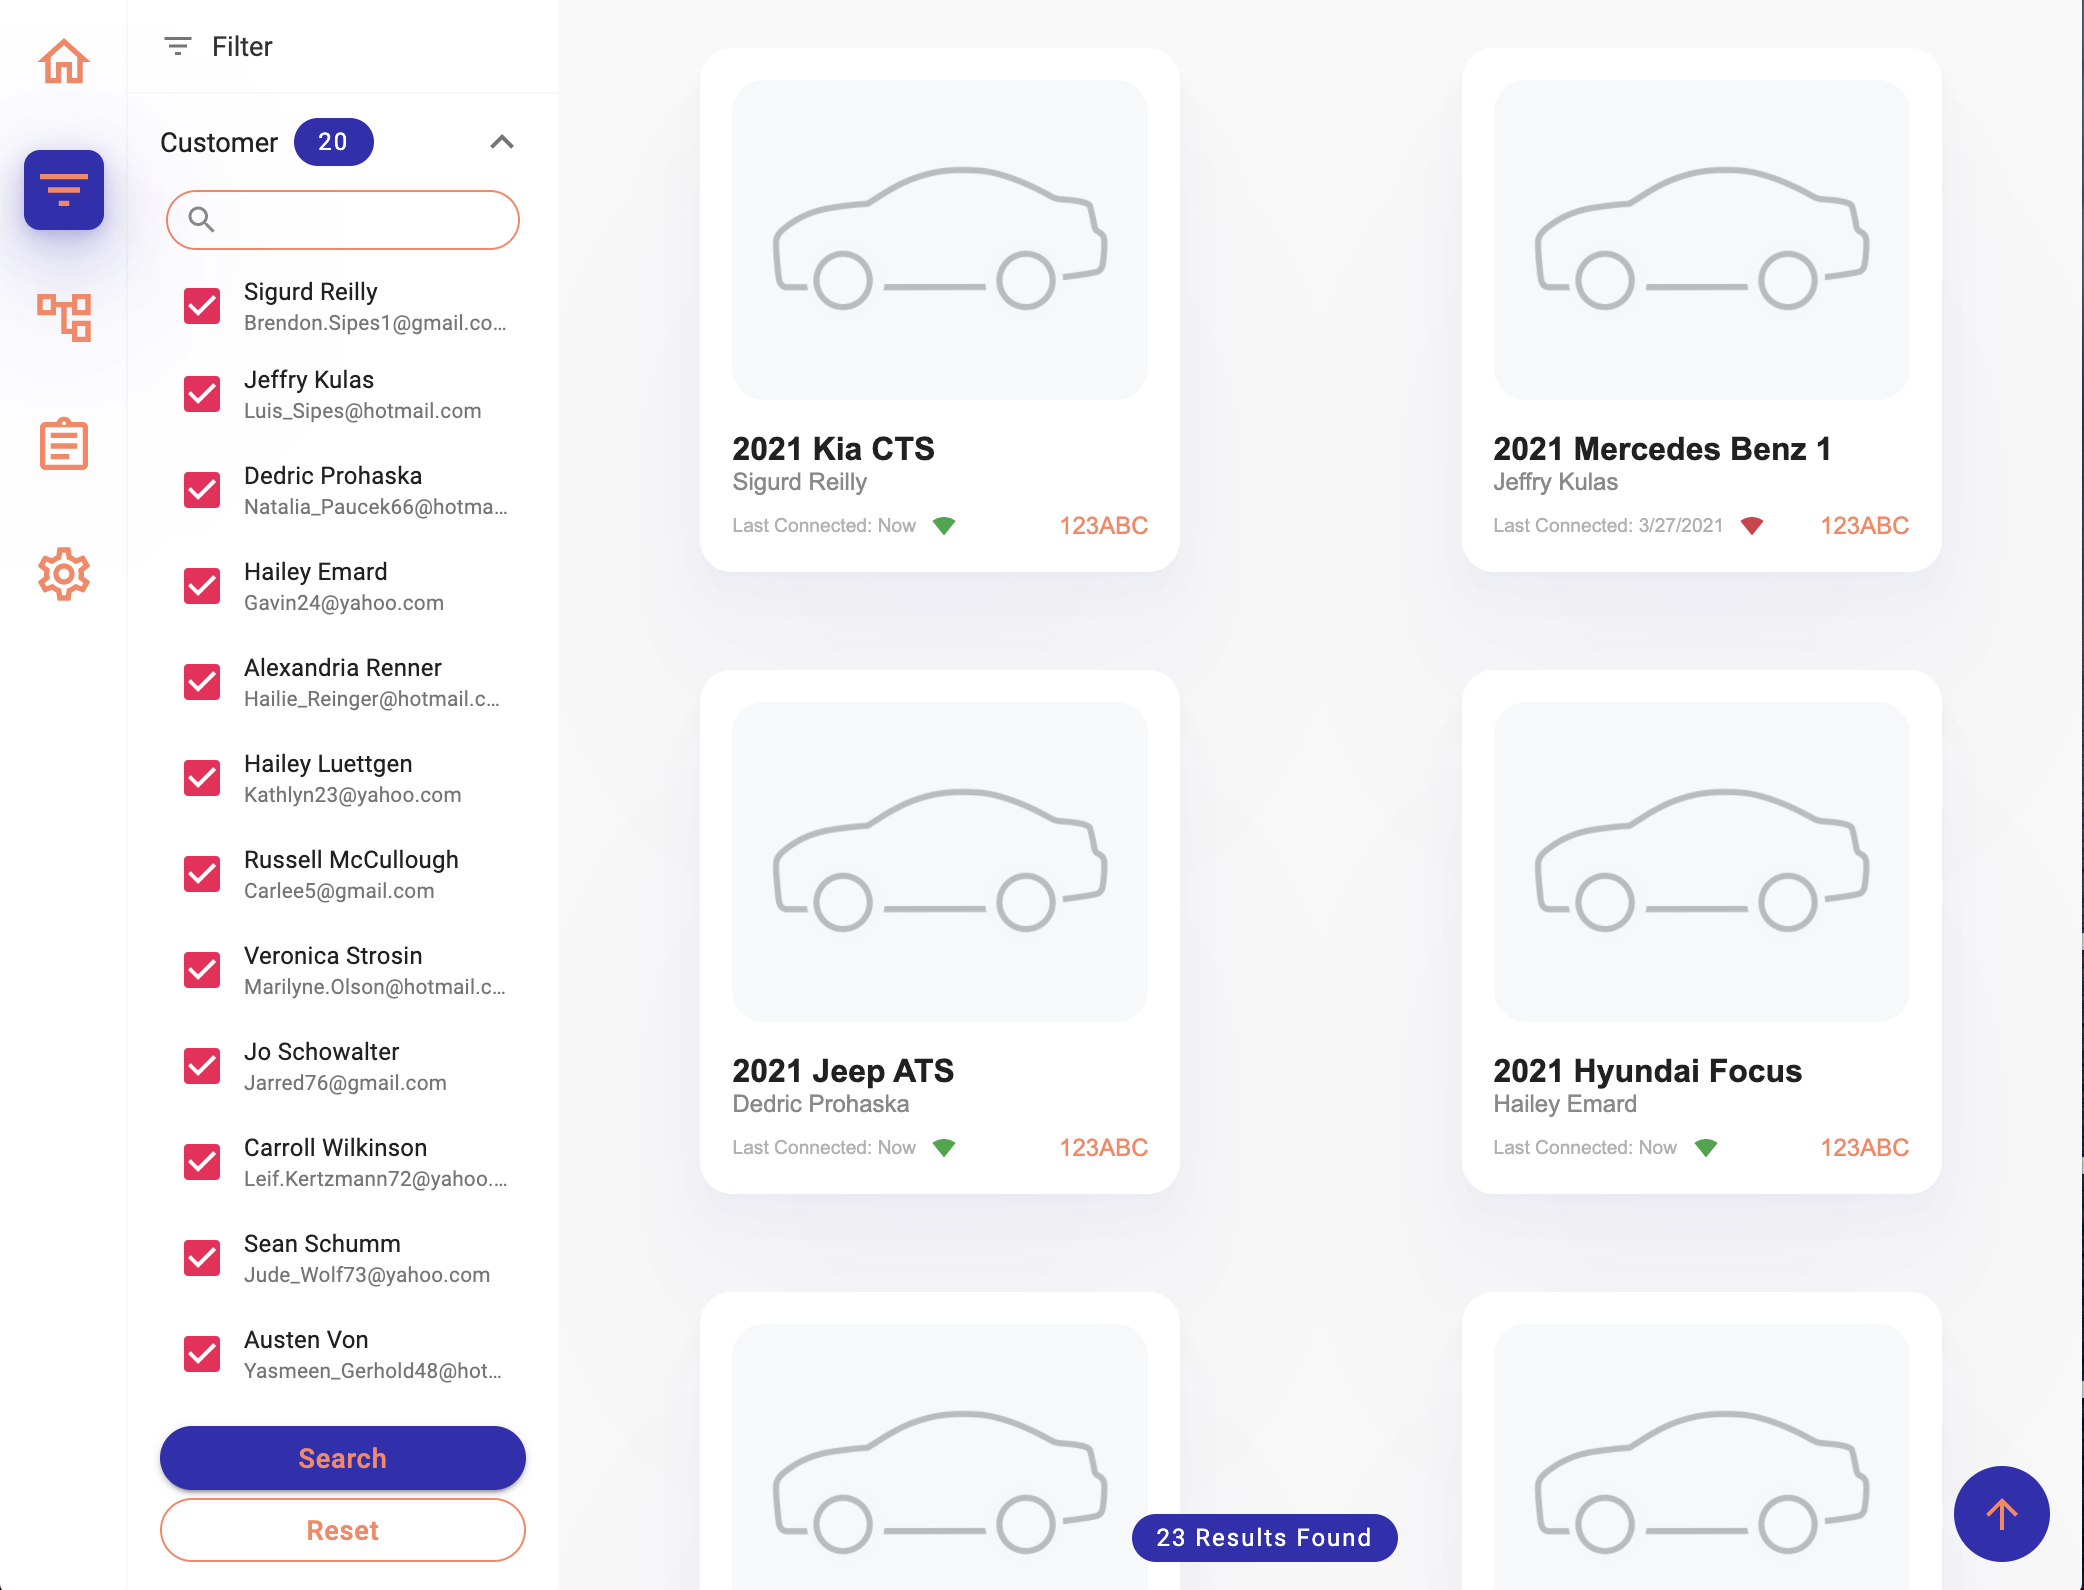 Filter
Customer 20
Sigurd Reilly
Brendon.Sipes1@gmail.co...
Jeffry Kulas
Luis_Sipes@hotmail.com
Dedric Prohaska
Natalia_Paucek66@hotma...
Hailey Emard
Gavin24@yahoo.com
Alexandria Renner
Hailie_Reinger@hotmail.c...
Hailey Luettgen
Kathlyn23@yahoo.com
Russell McCullough
Carlee5@gmail.com
Veronica Strosin
Marilyne.Olson@hotmail.c...
Jo Schowalter
Jarred76@gmail.com
Carroll Wilkinson
Leif.Kertzmann72@yahoo....
Sean Schumm
Jude_Wolf73@yahoo.com
Austen Von
Yasmeen_Gerhold48@hot...
Search
Reset
2021 Kia CTS
Sigurd Reilly
Last Connected: Now 123ABC
2021 Mercedes Benz 1
Jeffry Kulas
Last Connected: 3/27/2021 123ABC
2021 Jeep ATS
Dedric Prohaska
Last Connected: Now 123ABC
2021 Hyundai Focus
Hailey Emard
Last Connected: Now 123ABC
23 Results Found